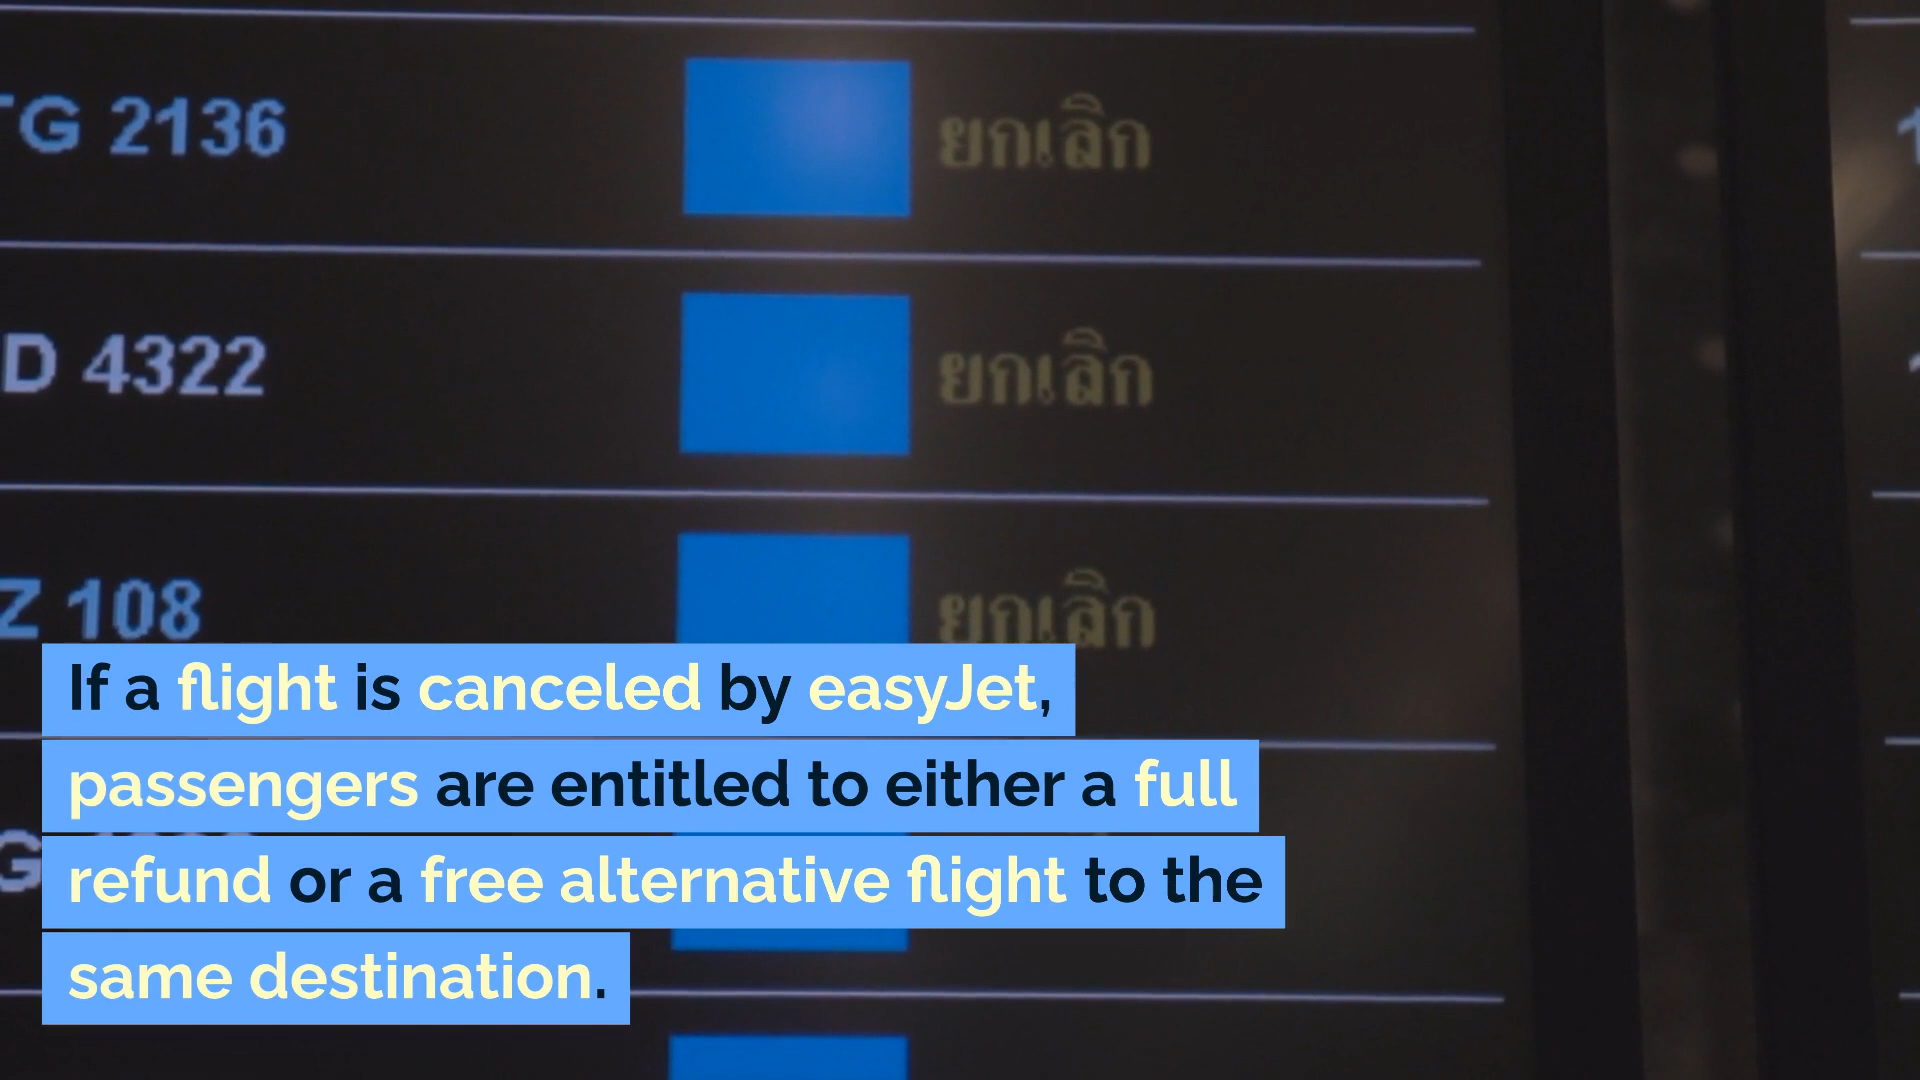 TG 2136 ยกเลิก
D 4322 ยกเลิก
Z 108 ยกเลิก
If a flight is canceled by easyJet,
passengers are entitled to either a full
refund or a free alternative flight to the
same destination.